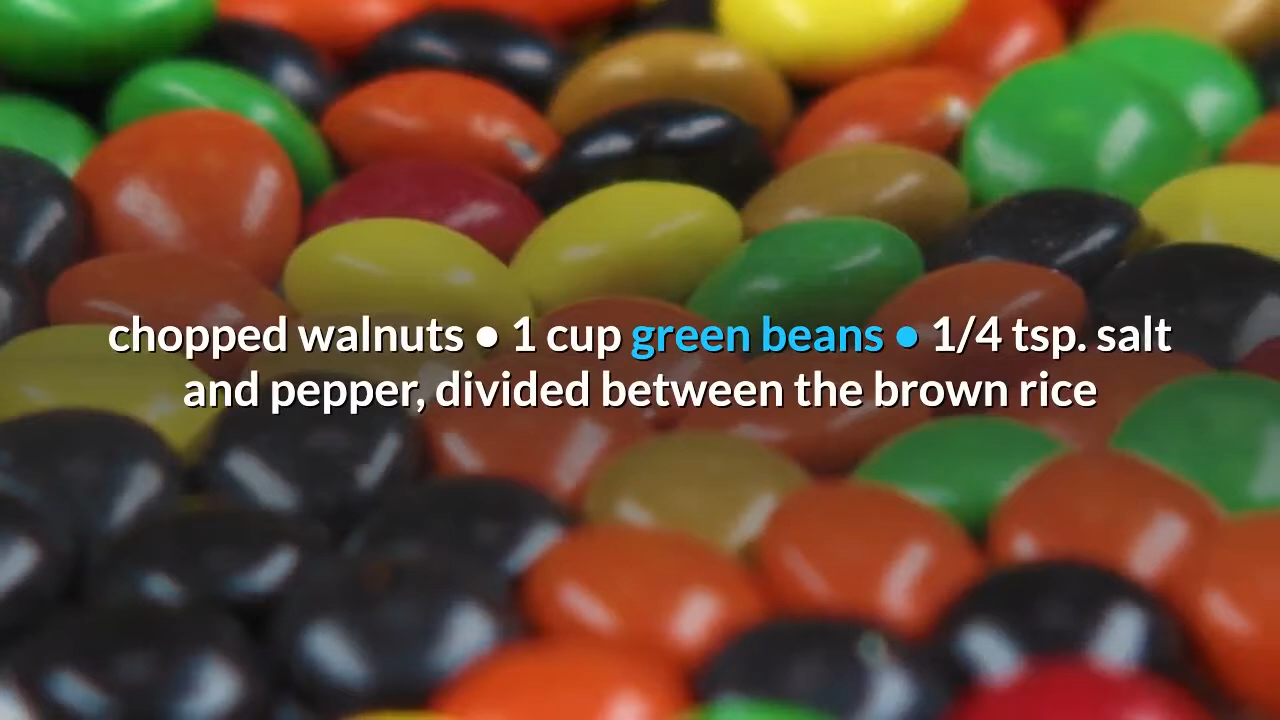 chopped walnuts • 1 cup green beans • 1/4 tsp. salt
and pepper, divided between the brown rice